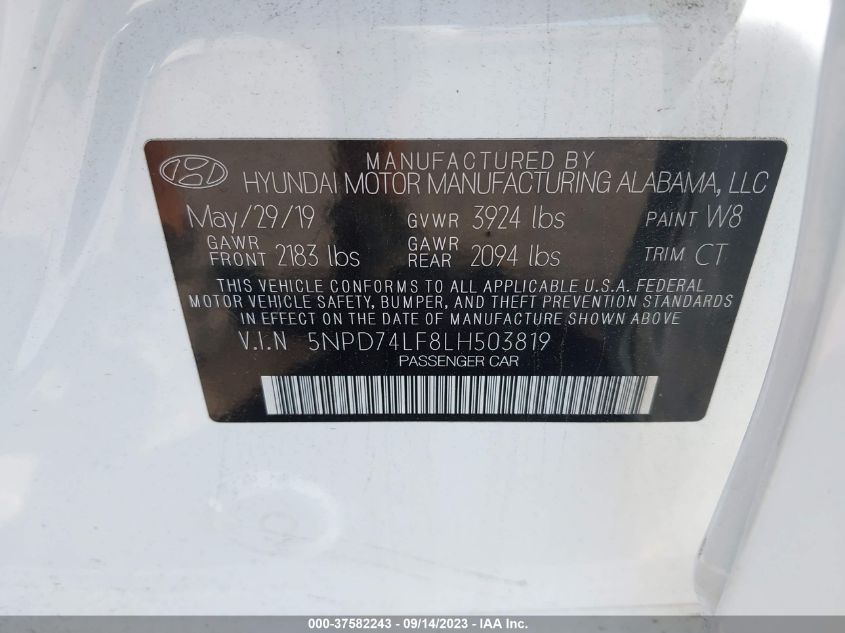 MANUFACTURED BY
HYUNDAI MOTOR MANUFACTURING ALABAMA, LLC
May/29/19 GVWR 3924 lbs PAINT W8
GAWR FRONT 2183 lbs GAWR REAR 2094 lbs TRIM CT
THIS VEHICLE CONFORMS TO ALL APPLICABLE U.S.A. FEDERAL
MOTOR VEHICLE SAFETY, BUMPER, AND THEFT PREVENTION STANDARDS
IN EFFECT ON THE DATE OF MANUFACTURE SHOWN ABOVE
V.I.N 5NPD74LF8LH503819
PASSENGER CAR
000-37582243 - 09/14/2023 - IAA Inc.